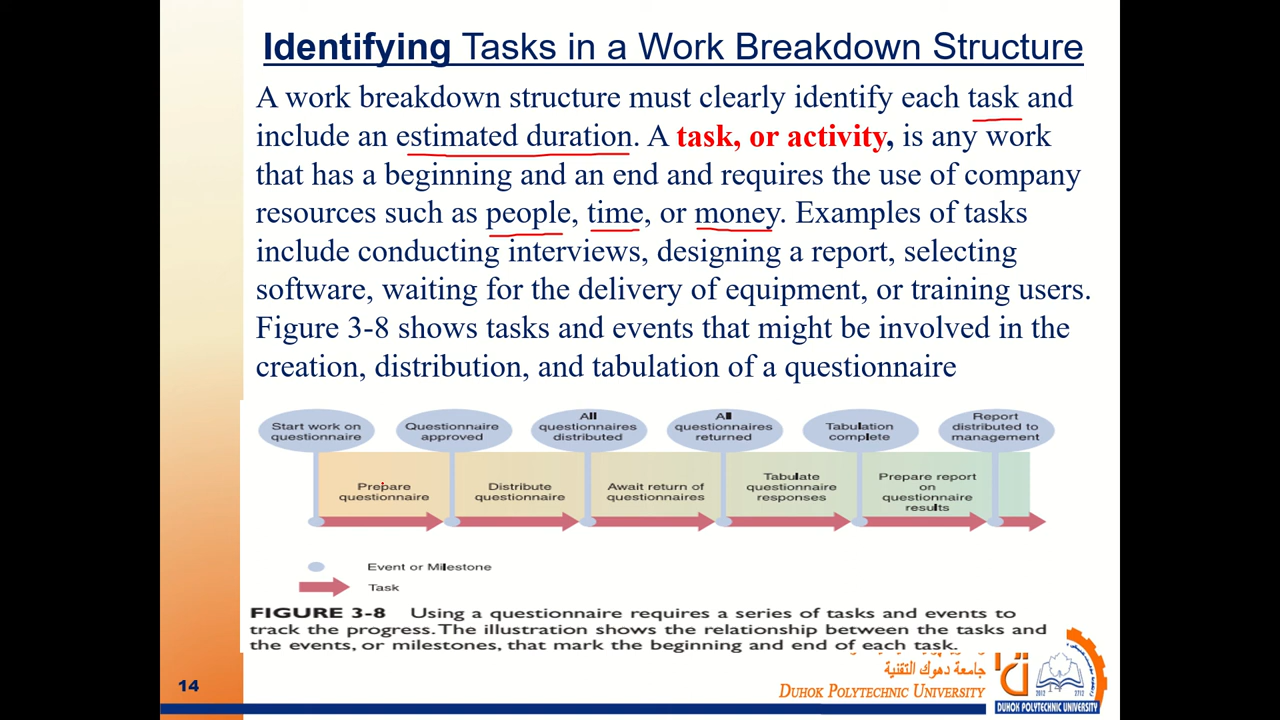 Identifying Tasks in a Work Breakdown Structure
A work breakdown structure must clearly identify each task and
include an estimated duration. A task, or activity, is any work
that has a beginning and an end and requires the use of company
resources such as people, time, or money. Examples of tasks
include conducting interviews, designing a report, selecting
software, waiting for the delivery of equipment, or training users.
Figure 3-8 shows tasks and events that might be involved in the
creation, distribution, and tabulation of a questionnaire
Start work on
questionnaire
Questionnaire
approved
All
questionnaires
distributed
All
questionnaires
returned
Tabulation
complete
Report
distributed to
management
Prepare
questionnaire
Distribute
questionnaire
Await return of
questionnaires
Tabulate
questionnaire
responses
Prepare report
on
questionnaire
results
Event or Milestone
Task
FIGURE 3-8 Using a questionnaire requires a series of tasks and events to
track the progress. The illustration shows the relationship between the tasks and
the events, or milestones, that mark the beginning and end of each task.
جامعة دهوك التقنية
DUHOK POLYTECHNIC UNIVERSITY
2012 2712
DUHOK POLYTECHNIC UNIVERSITY
14